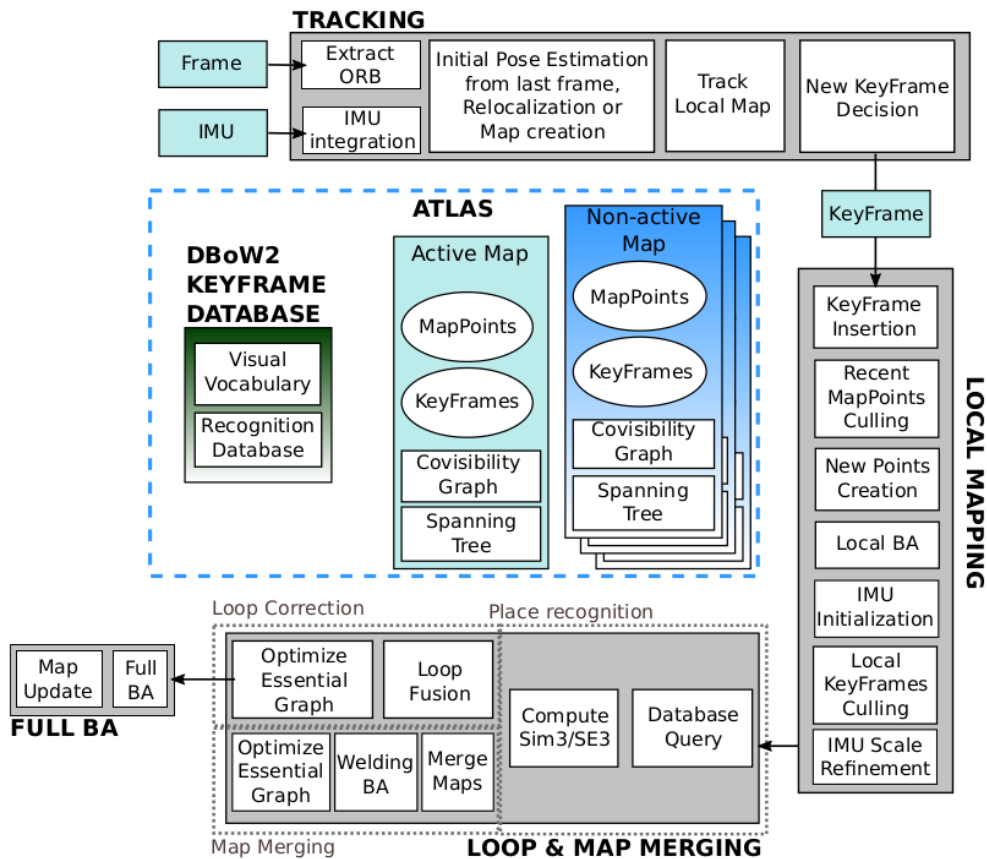 TRACKING
Frame
IMU
Extract
ORB
IMU
integration
Initial Pose Estimation
from last frame,
Relocalization or
Map creation
Track
Local Map
New KeyFrame
Decision
KeyFrame
ATLAS
DBoW2
KEYFRAME
DATABASE
Visual
Vocabulary
Recognition
Database
Active Map
MapPoints
KeyFrames
Covisibility
Graph
Spanning
Tree
Non-active
Map
MapPoints
KeyFrames
Covisibility
Graph
Spanning
Tree
LOCAL MAPPING
KeyFrame
Insertion
Recent
MapPoints
Culling
New Points
Creation
Local BA
IMU
Initialization
Local
KeyFrames
Culling
IMU Scale
Refinement
Loop Correction
Place recognition
Optimize
Essential
Graph
Loop
Fusion
Compute
Sim3/SE3
Database
Query
Map
Update
Full
BA
FULL BA
Optimize
Essential
Graph
Welding
BA
Merge
Maps
Map Merging
LOOP & MAP MERGING